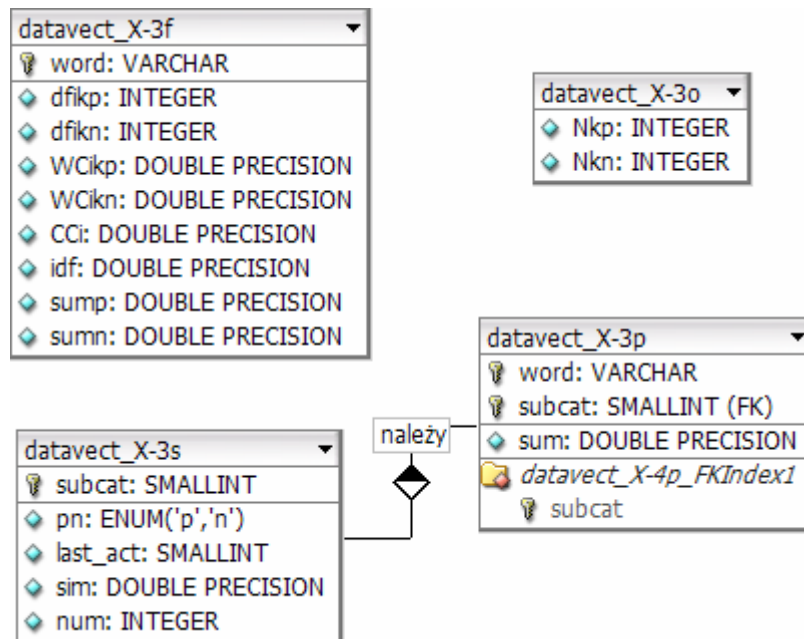 datavect_X-3f
word: VARCHAR
dfikp: INTEGER
dfikn: INTEGER
WCikp: DOUBLE PRECISION
WCikn: DOUBLE PRECISION
CCi: DOUBLE PRECISION
idf: DOUBLE PRECISION
sump: DOUBLE PRECISION
sumn: DOUBLE PRECISION
datavect_X-3o
Nkp: INTEGER
Nkn: INTEGER
datavect_X-3p
word: VARCHAR
subcat: SMALLINT (FK)
sum: DOUBLE PRECISION
datavect_X-4p_FKIndex1
subcat
należy
datavect_X-3s
subcat: SMALLINT
pn: ENUM('p','n')
last_act: SMALLINT
sim: DOUBLE PRECISION
num: INTEGER